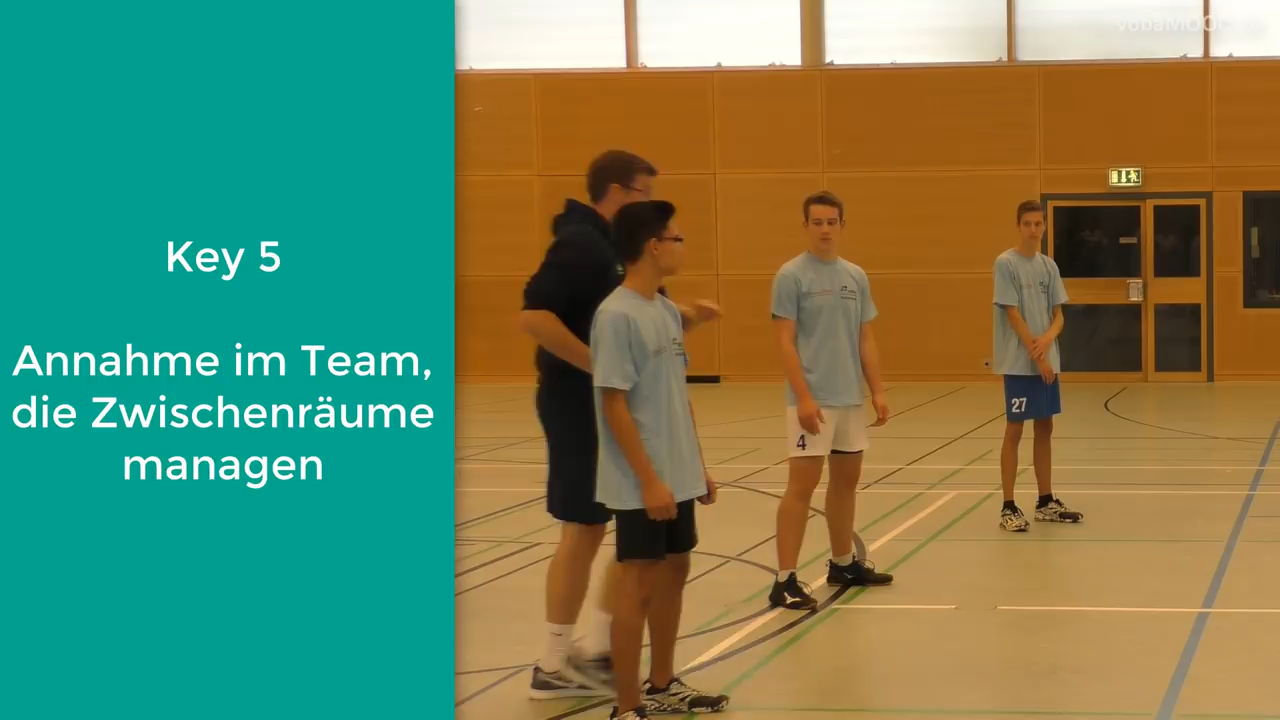 Key 5
Annahme im Team,
die Zwischenräume
managen
4
27